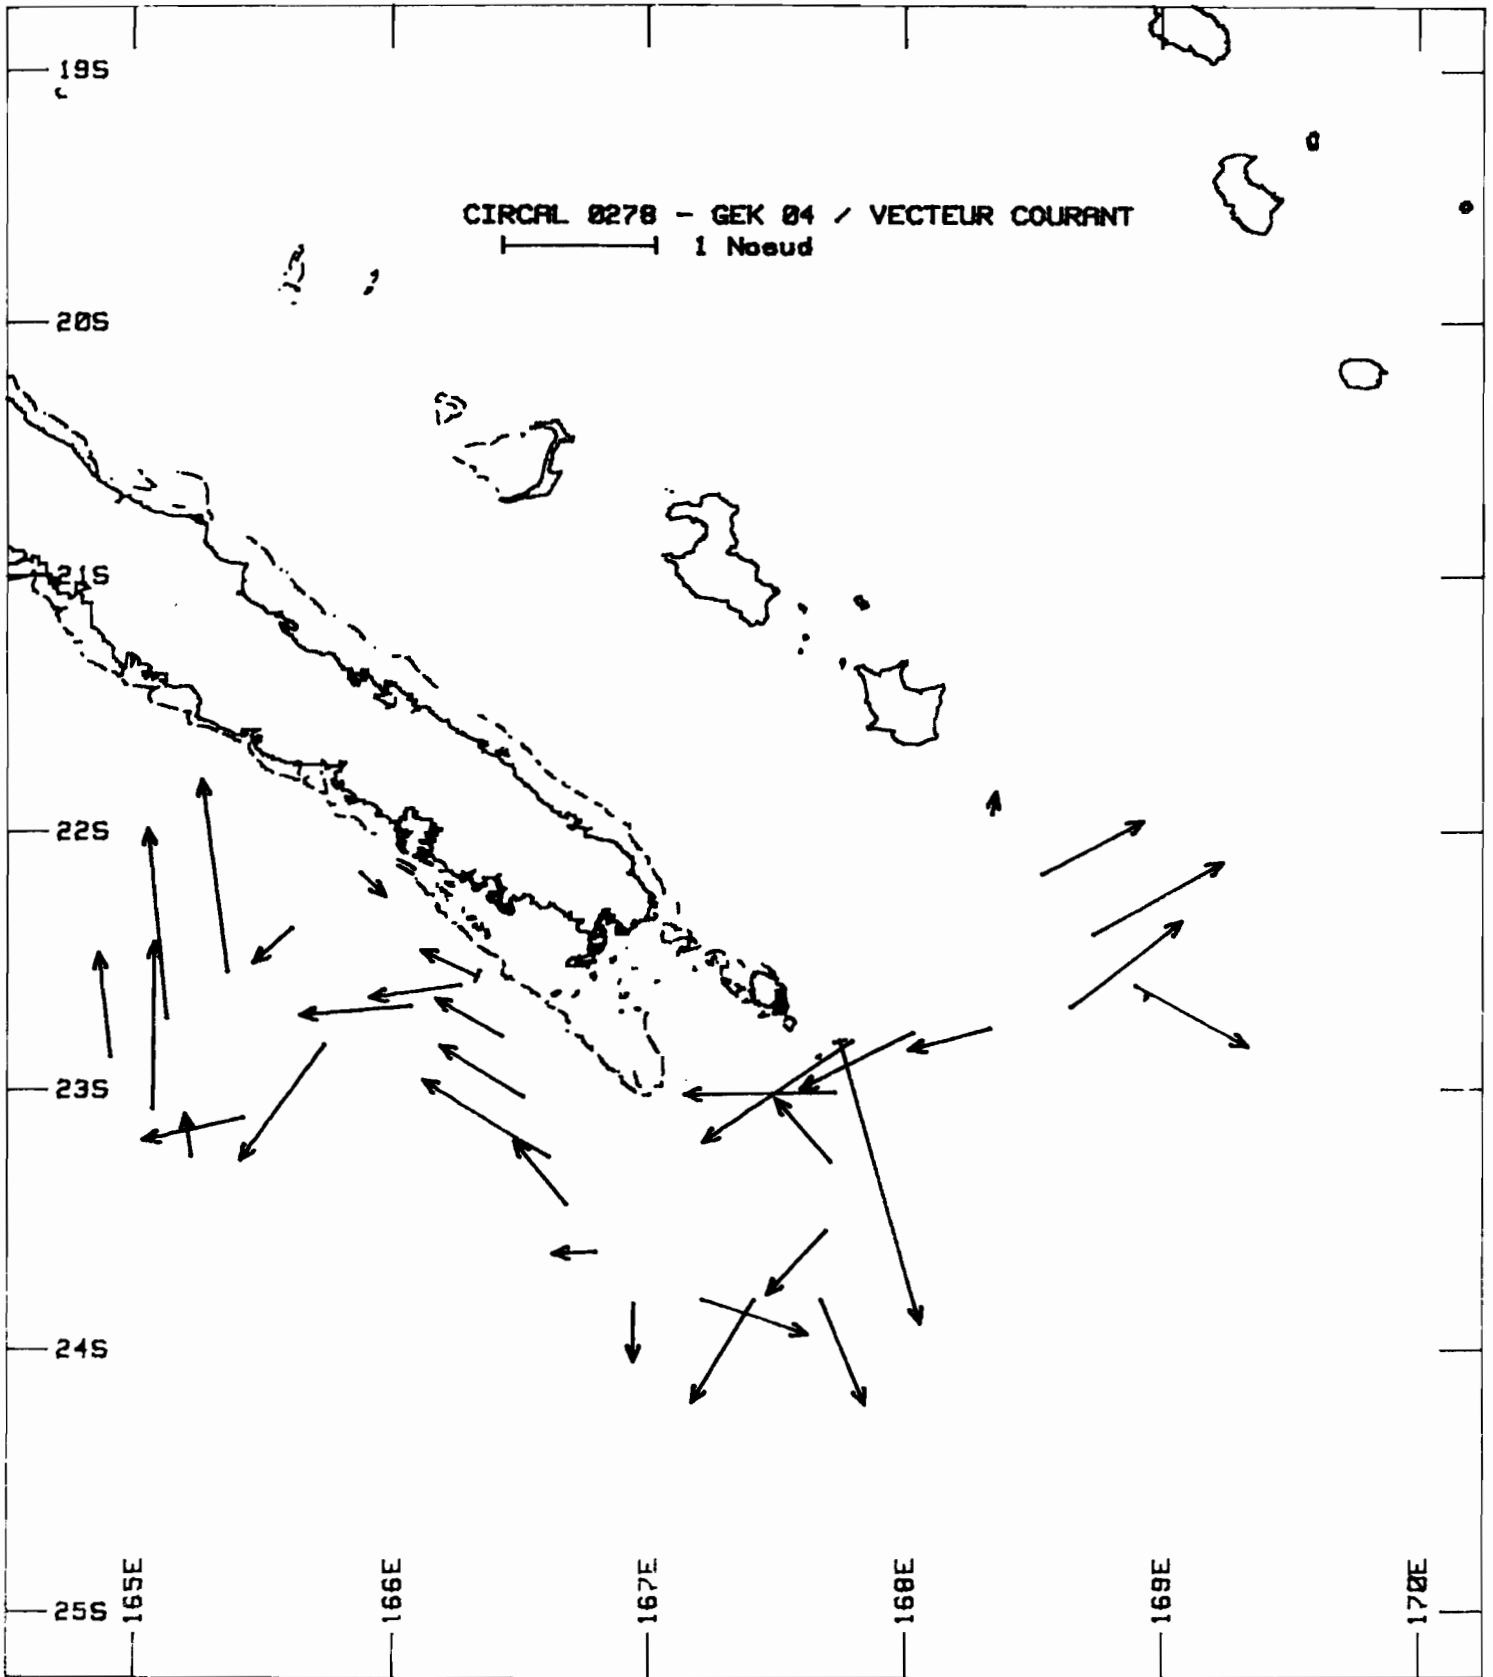 19S
CIRCAL 0278 - GEK 04 / VECTEUR COURANT
1 Noeud
20S
21S
22S
23S
24S
25S
165E
166E
167E
168E
169E
170E